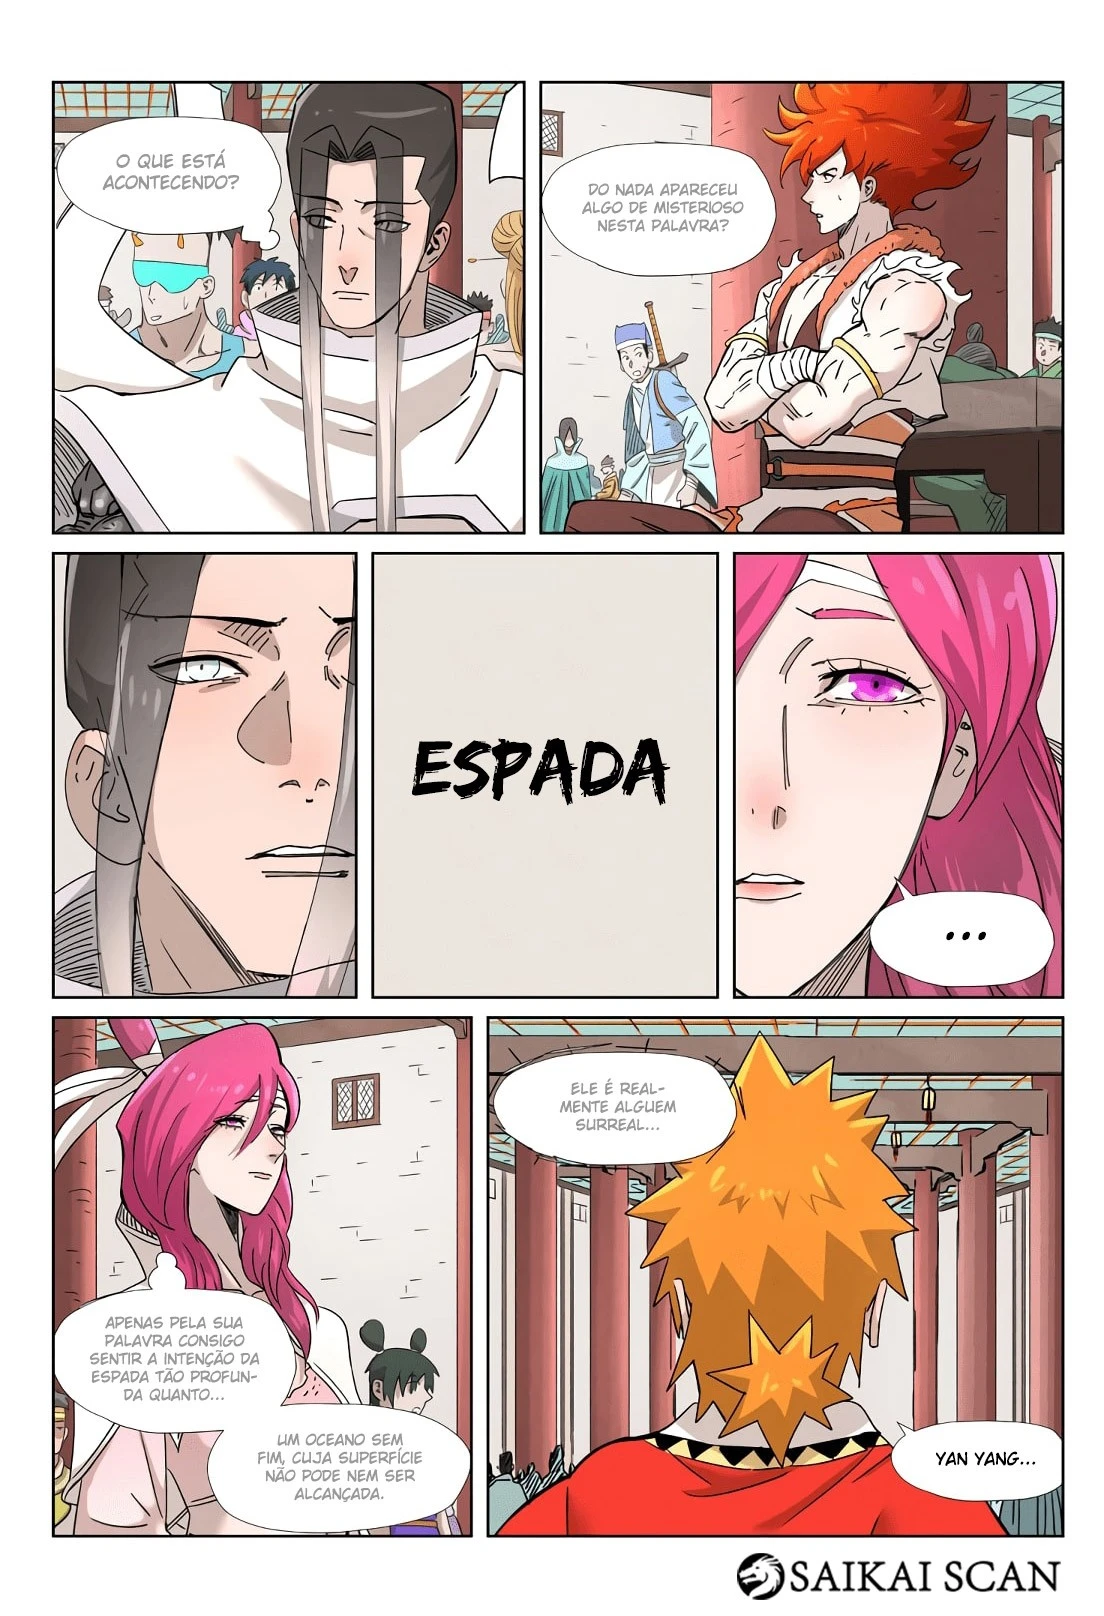 O QUE ESTÁ
ACONTECENDO?
DO NADA APARECEU
ALGO DE MISTERIOSO
NESTA PALAVRA?
ESPADA
...
APENAS PELA SUA
PALAVRA CONSIGO
SENTIR A INTENÇÃO DA
ESPADA TÃO PROFUN-
DA QUANTO...
UM OCEANO SEM
FIM, CUJA SUPERFÍCIE
NÃO PODE NEM SER
ALCANÇADA.
ELE É REAL-
MENTE ALGUEM
SURREAL...
YAN YANG...
SAIKAI SCAN